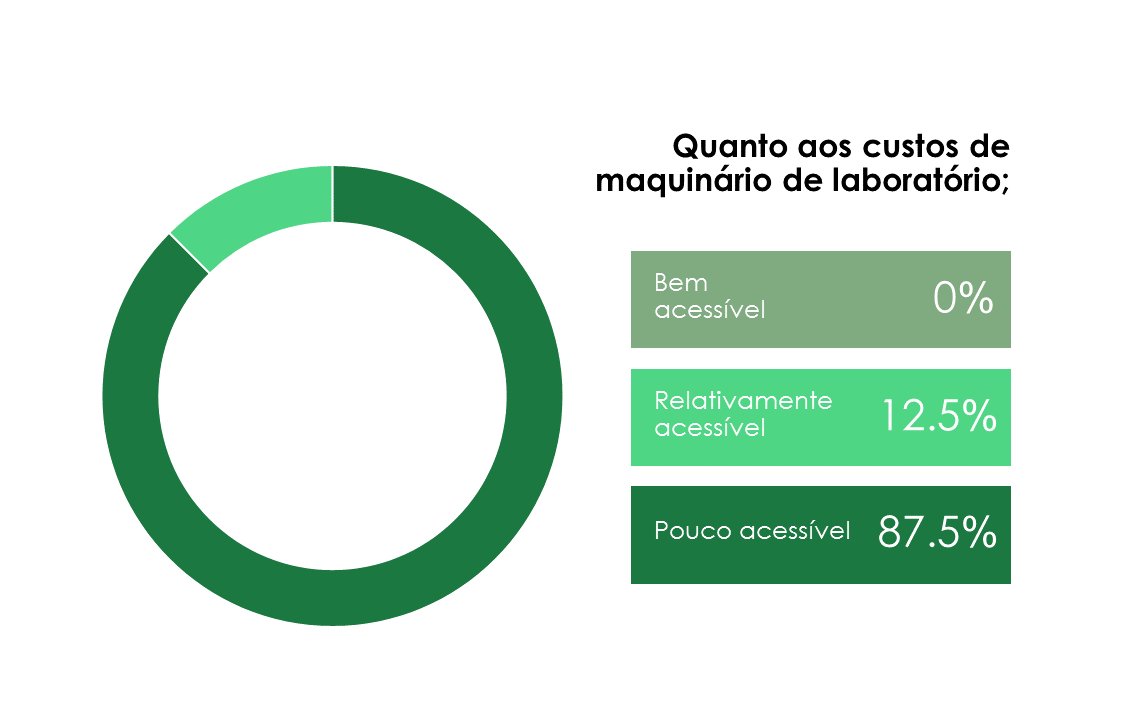 Quanto aos custos de
maquinário de laboratório;
Bem
acessível
0%
Relativamente
acessível
12.5%
Pouco acessível
87.5%